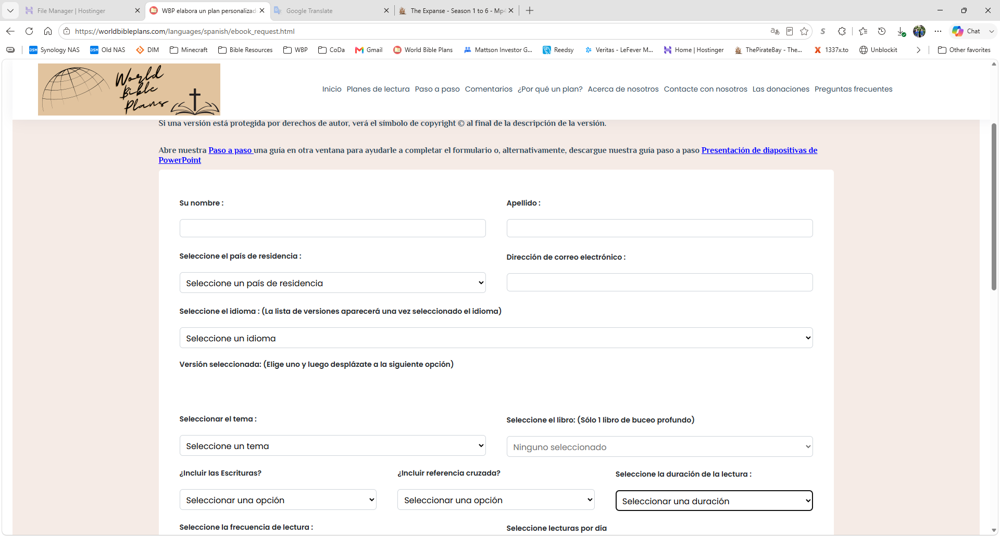 File Manager | Hostinger
WBP elabora un plan personalizad
Google Translate
The Expanse - Season 1 to 6 - Mp4
https://worldbibleplans.com/languages/spanish/ebook_request.html
Chat
Synology NAS
Old NAS
DIM
Minecraft
Bible Resources
WBP
CoDa
Gmail
World Bible Plans
Mattson Investor G...
Reedsy
Veritas - LeFever M...
Home | Hostinger
ThePirateBay - The...
1337x.to
Unblockit
Other favorites
World
Bible
Plans
Inicio Planes de lectura Paso a paso Comentarios ¿Por qué un plan? Acerca de nosotros Contacte con nosotros Las donaciones Preguntas frecuentes
Si una versión está protegida por derechos de autor, verá el símbolo de copyright © al final de la descripción de la versión.
Abre nuestra Paso a paso una guía en otra ventana para ayudarle a completar el formulario o, alternativamente, descargue nuestra guía paso a paso Presentación de diapositivas de
PowerPoint
Su nombre :
Apellido :
Seleccione el país de residencia :
Dirección de correo electrónico :
Seleccione un país de residencia
Seleccione el idioma : (La lista de versiones aparecerá una vez seleccionado el idioma)
Seleccione un idioma
Versión seleccionada: (Elige uno y luego desplázate a la siguiente opción)
Seleccionar el tema :
Seleccione el libro: (Sólo 1 libro de buceo profundo)
Seleccione un tema
Ninguno seleccionado
¿Incluir las Escrituras?
¿Incluir referencia cruzada?
Seleccione la duración de la lectura :
Seleccionar una opción
Seleccionar una opción
Seleccionar una duración
Seleccione la frecuencia de lectura :
Seleccione lecturas por día